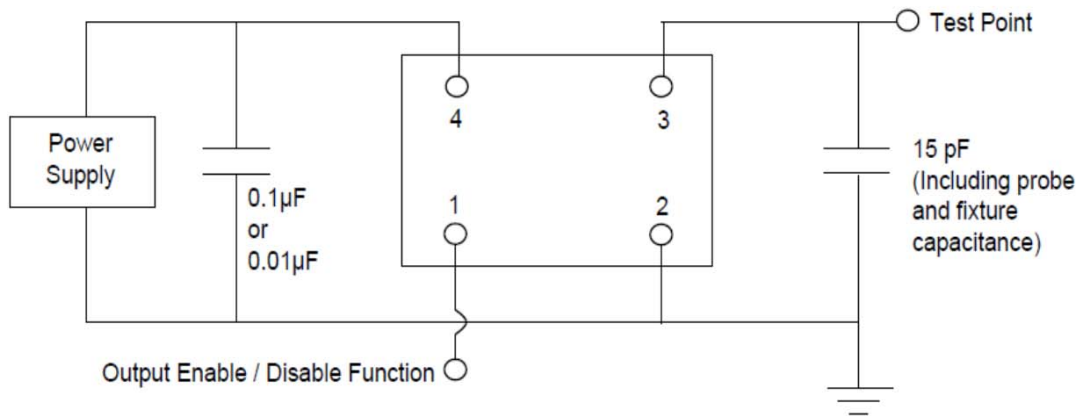 Test Point
4
3
Power
Supply
15 pF
(Including probe
and fixture
capacitance)
0.1µF
or
0.01µF
1
2
Output Enable / Disable Function